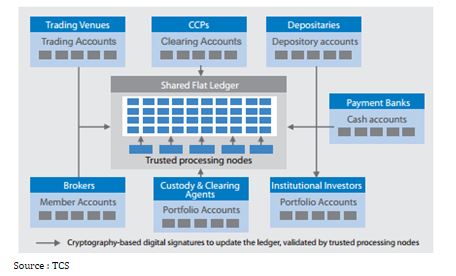 Trading Venues
Trading Accounts
CCPs
Clearing Accounts
Depositaries
Depository accounts
Shared Flat Ledger
Payment Banks
Cash accounts
Trusted processing nodes
Brokers
Member Accounts
Custody & Clearing
Agents
Portfolio Accounts
Institutional Investors
Portfolio Accounts
Cryptography-based digital signatures to update the ledger, validated by trusted processing nodes
Source : TCS